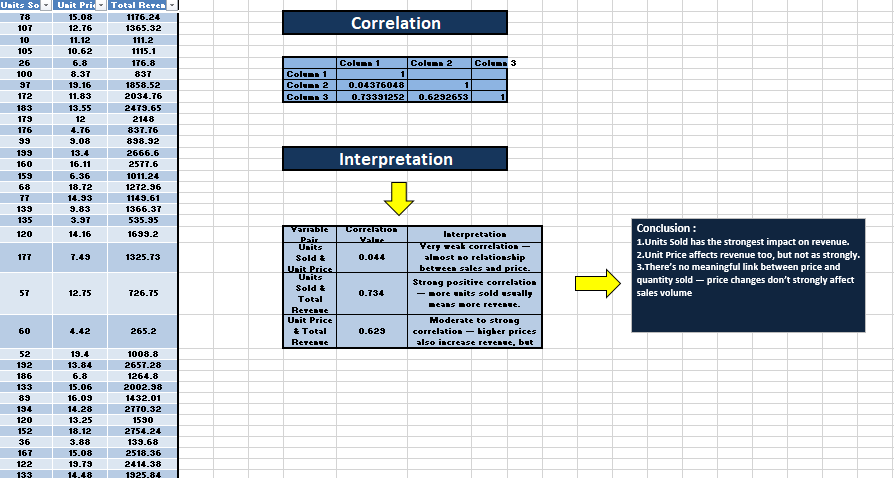 Units So Unit Pric Total Reven
78 15.08 1176.24
107 12.76 1365.32
10 11.12 111.2
105 10.62 1115.1
26 6.8 176.8
100 8.37 837
97 19.16 1858.52
172 11.83 2034.76
183 13.55 2479.65
179 12 2148
176 4.76 837.76
99 9.08 898.92
199 13.4 2666.6
160 16.11 2577.6
159 6.36 1011.24
68 18.72 1272.96
77 14.93 1149.61
139 9.83 1366.37
135 3.97 535.95
120 14.16 1699.2
177 7.49 1325.73
57 12.75 726.75
60 4.42 265.2
52 19.4 1008.8
192 13.84 2657.28
186 6.8 1264.8
133 15.06 2002.98
89 16.09 1432.01
194 14.28 2770.32
120 13.25 1590
152 18.12 2754.24
36 3.88 139.68
167 15.08 2518.36
122 19.79 2414.38
133 14.48 1925.84
Correlation
Column 1 Column 2 Column 3
Column 1 1
Column 2 0.04376048 1
Column 3 0.73391252 0.6292653 1
Interpretation
Variable Pair
Correlation Value
Interpretation
Units
Sold &
Unit Price
0.044
Very weak correlation —
almost no relationship
between sales and price.
Units
Sold &
Total
Revenue
0.734
Strong positive correlation
— more units sold usually
means more revenue.
Unit Price
& Total
Revenue
0.629
Moderate to strong
correlation — higher prices
also increase revenue, but
Conclusion :
1.Units Sold has the strongest impact on revenue.
2.Unit Price affects revenue too, but not as strongly.
3.There's no meaningful link between price and
quantity sold — price changes don't strongly affect
sales volume